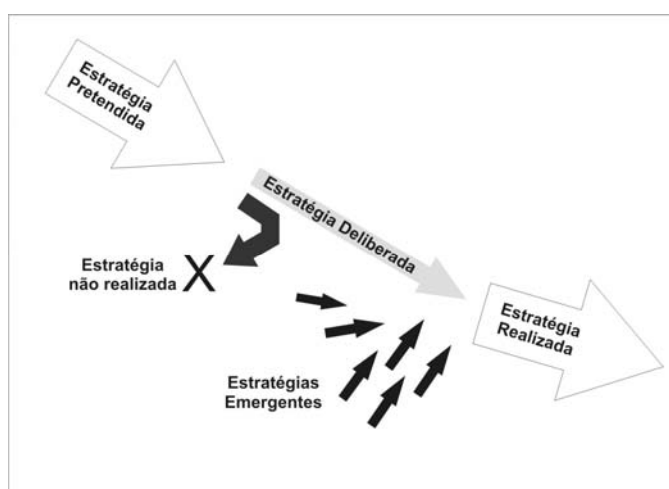 Estratégia
Pretendida
Estratégia Deliberada
Estratégia
não realizada X
Estratégia
Realizada
Estratégias
Emergentes